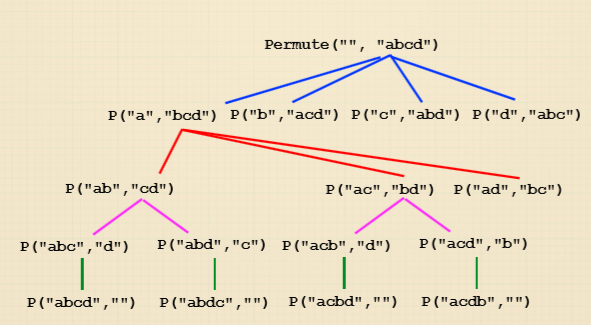 Permute("", "abcd")
P("a","bcd") P("b","acd") P("c","abd") P("d","abc")
P("ab","cd") P("ac","bd") P("ad","bc")
P("abc","d") P("abd","c") P("acb","d") P("acd","b")
P("abcd","") P("abdc","") P("acbd","") P("acdb","")